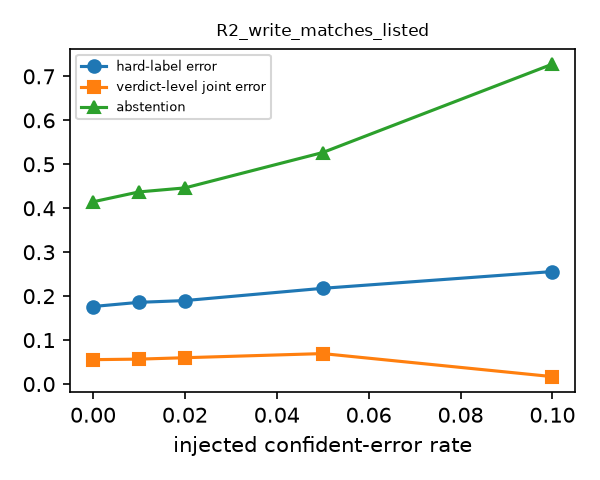 R2_write_matches_listed
hard-label error
verdict-level joint error
abstention
0.7
0.6
0.5
0.4
0.3
0.2
0.1
0.0
0.00 0.02 0.04 0.06 0.08 0.10
injected confident-error rate